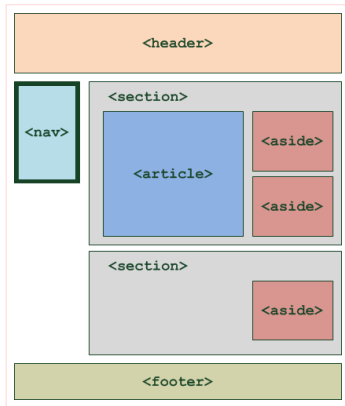 <header>
<section>
<nav>
<article>
<aside>
<aside>
<section>
<aside>
<footer>